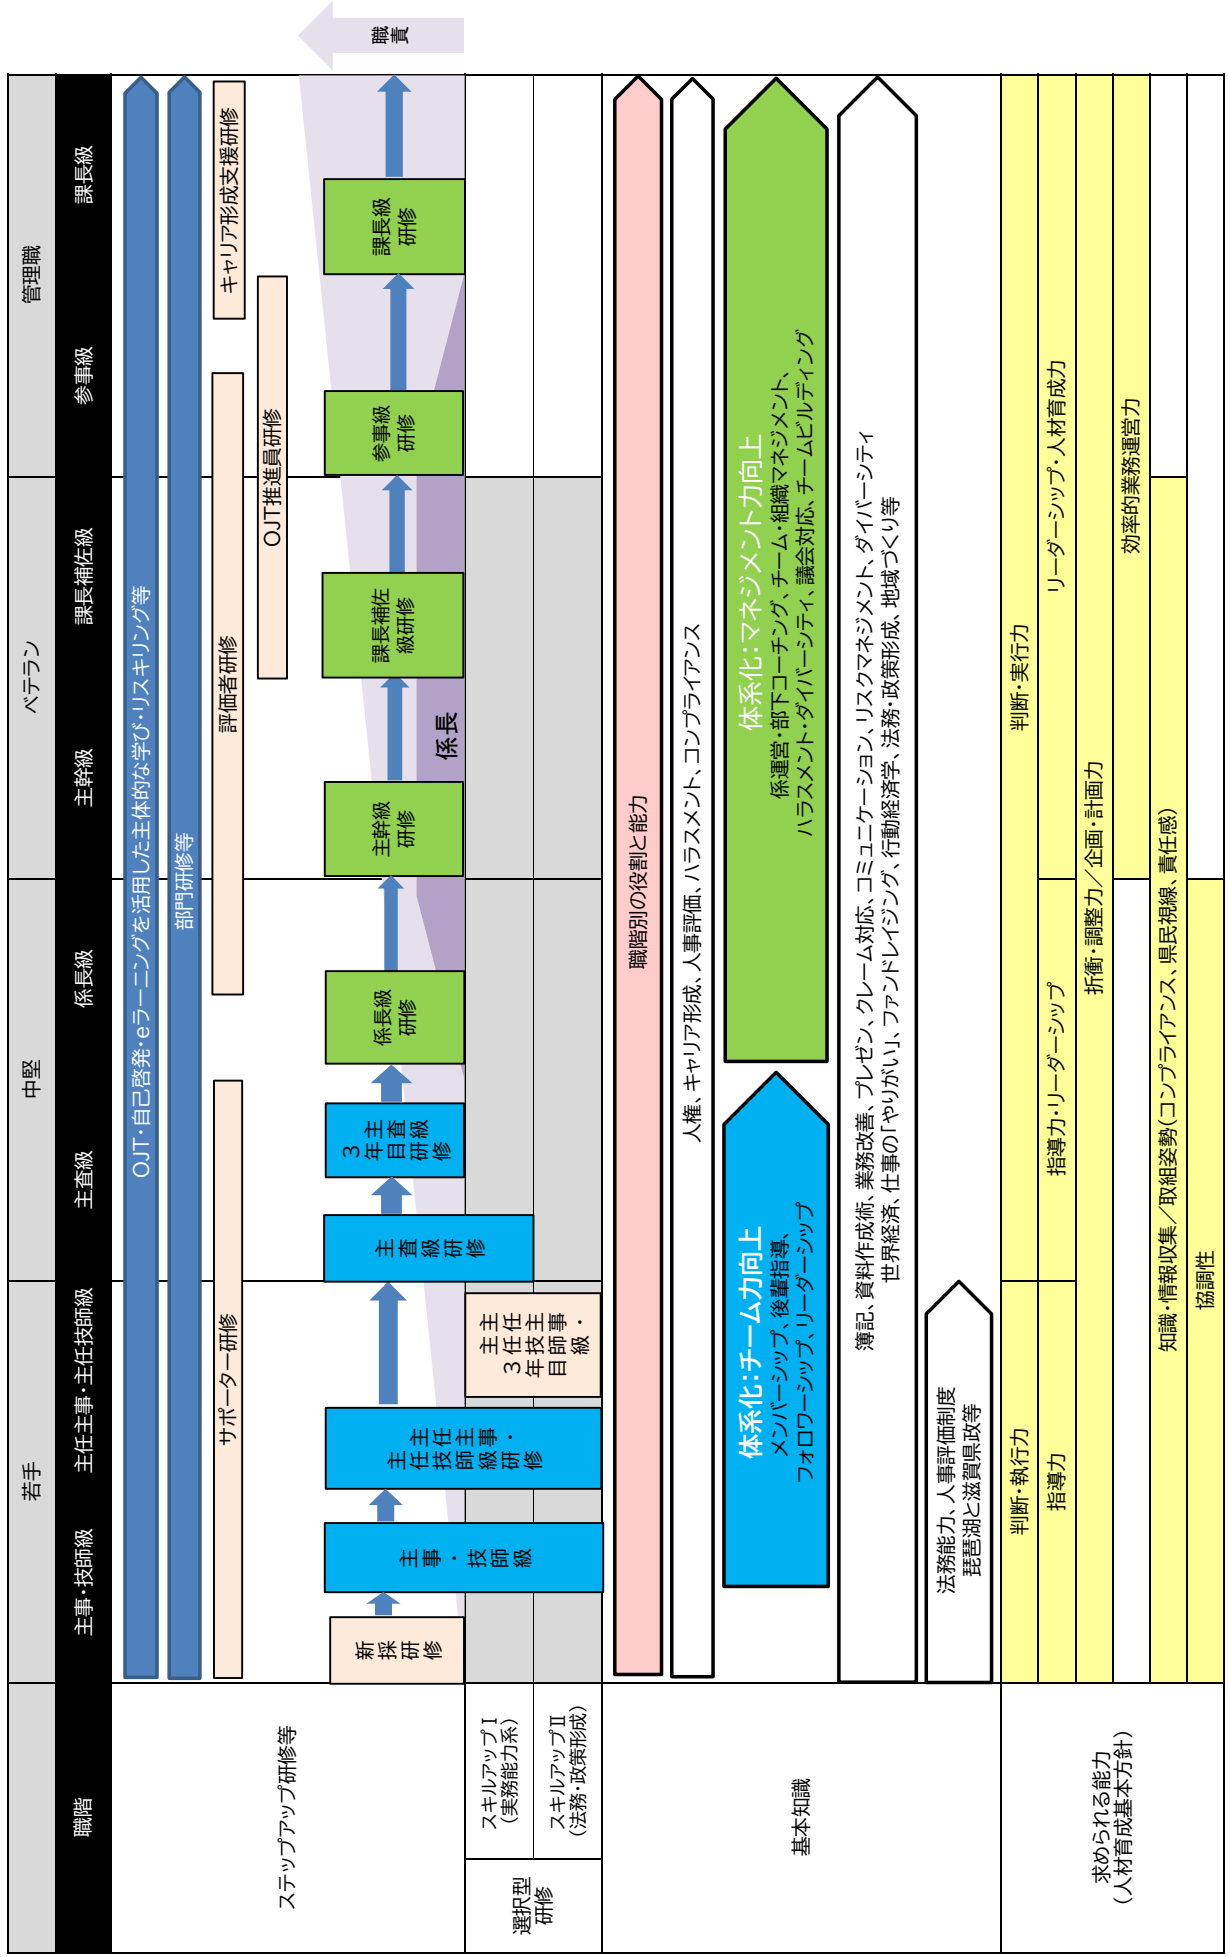 職責
若手
中堅
ベテラン
管理職
職階
主事・技師級
主任主事・主任技師級
主査級
係長級
主幹級
課長補佐級
参事級
課長級
ステップアップ研修等
OJT・自己啓発・eラーニングを活用した主体的な学び・リスキリング等
部門研修等
サポーター研修
評価者研修
キャリア形成支援研修
OJT推進員研修
新採研修
主事・技師級
主任主事・
主任技師級研修
主任主事・
主任技師級
3年目
主査級研修
主査級
3年目研修
係長級
研修
主幹級
研修
課長補佐
級研修
参事級
研修
課長級
研修
係長
選択型
研修
スキルアップⅠ
（実務能力系）
スキルアップⅡ
（法務・政策形成）
基本知識
職階別の役割と能力
人権、キャリア形成、人事評価、ハラスメント、コンプライアンス
体系化：チーム力向上
メンバーシップ、後輩指導、
フォロワーシップ、リーダーシップ
体系化：マネジメント力向上
係運営・部下コーチング、チーム・組織マネジメント、
ハラスメント・ダイバーシティ、議会対応、チームビルディング
簿記、資料作成術、業務改善、プレゼン、クレーム対応、コミュニケーション、リスクマネジメント、ダイバーシティ
世界経済、仕事の「やりがい」、ファンドレイジング、行動経済学、法務・政策形成、地域づくり等
法務能力、人事評価制度
琵琶湖と滋賀県政等
求められる能力
（人材育成基本方針）
判断・執行力
判断・実行力
指導力
指導力・リーダーシップ
リーダーシップ・人材育成力
折衝・調整力／企画・計画力
効率的業務運営力
知識・情報収集／取組姿勢（コンプライアンス、県民視線、責任感）
協調性